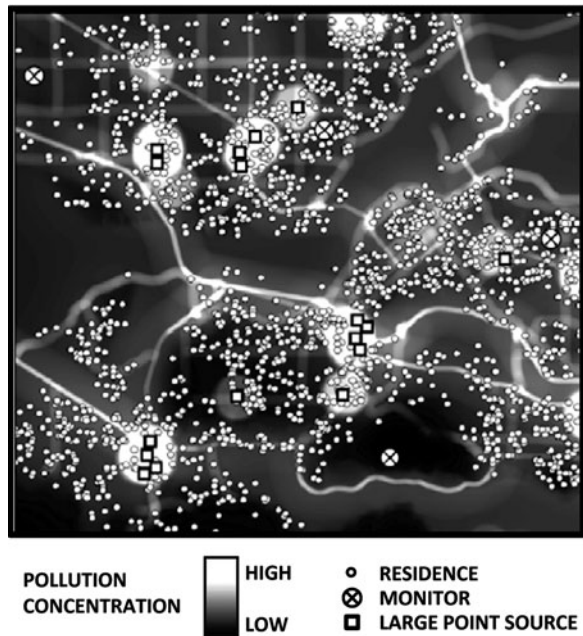 POLLUTION
CONCENTRATION
HIGH
LOW
RESIDENCE
MONITOR
LARGE POINT SOURCE